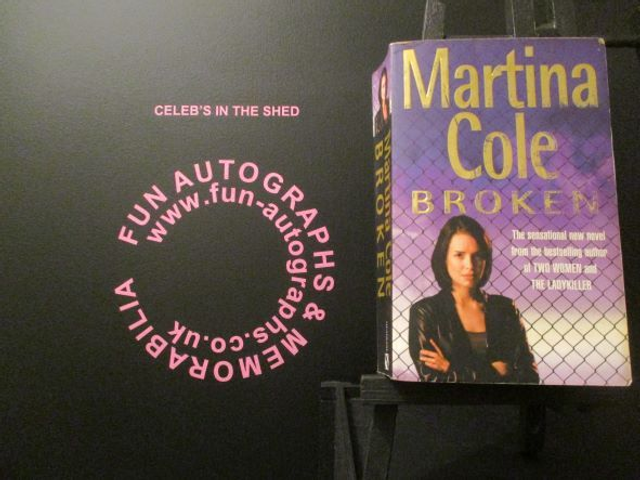 CELEB'S IN THE SHED
FUN AUTOGRAPHS & MEMORABILIA
www.fun-autographs.co.uk
Martina Cole
BROKEN
Martina
Cole
BROKEN
The sensational new novel
from the bestselling author
of TWO WOMEN and
THE LADYKILLER